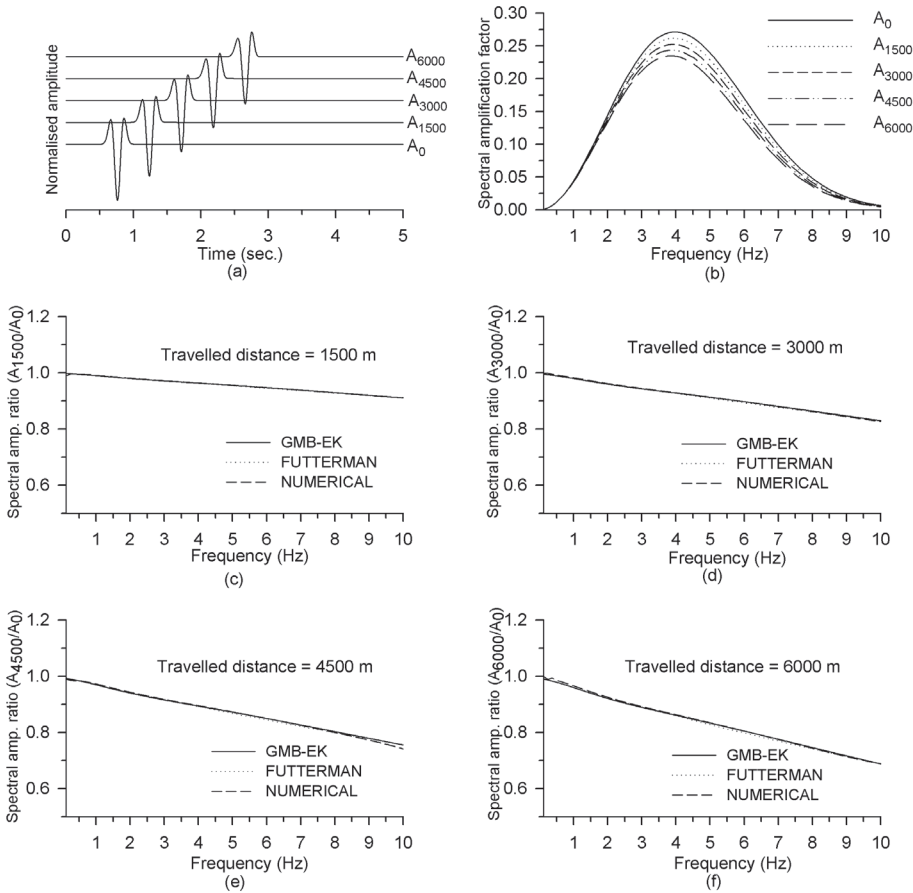 Normalised amplitude
A6000
A4500
A3000
A1500
A0
0 1 2 3 4 5
Time (sec.)
(a)
Spectral amplification factor
0.30
0.25
0.20
0.15
0.10
0.05
0.00
A0
A1500
A3000
A4500
A6000
1 2 3 4 5 6 7 8 9 10
Frequency (Hz)
(b)
Spectral amp. ratio (A1500/A0)
1.2
1.0
0.8
0.6
Travelled distance = 1500 m
GMB-EK
FUTTERMAN
NUMERICAL
1 2 3 4 5 6 7 8 9 10
Frequency (Hz)
(c)
Spectral amp. ratio (A3000/A0)
1.2
1.0
0.8
0.6
Travelled distance = 3000 m
GMB-EK
FUTTERMAN
NUMERICAL
1 2 3 4 5 6 7 8 9 10
Frequency (Hz)
(d)
Spectral amp. ratio (A4500/A0)
1.2
1.0
0.8
0.6
Travelled distance = 4500 m
GMB-EK
FUTTERMAN
NUMERICAL
1 2 3 4 5 6 7 8 9 10
Frequency (Hz)
(e)
Spectral amp. ratio (A6000/A0)
1.2
1.0
0.8
0.6
Travelled distance = 6000 m
GMB-EK
FUTTERMAN
NUMERICAL
1 2 3 4 5 6 7 8 9 10
Frequency (Hz)
(f)